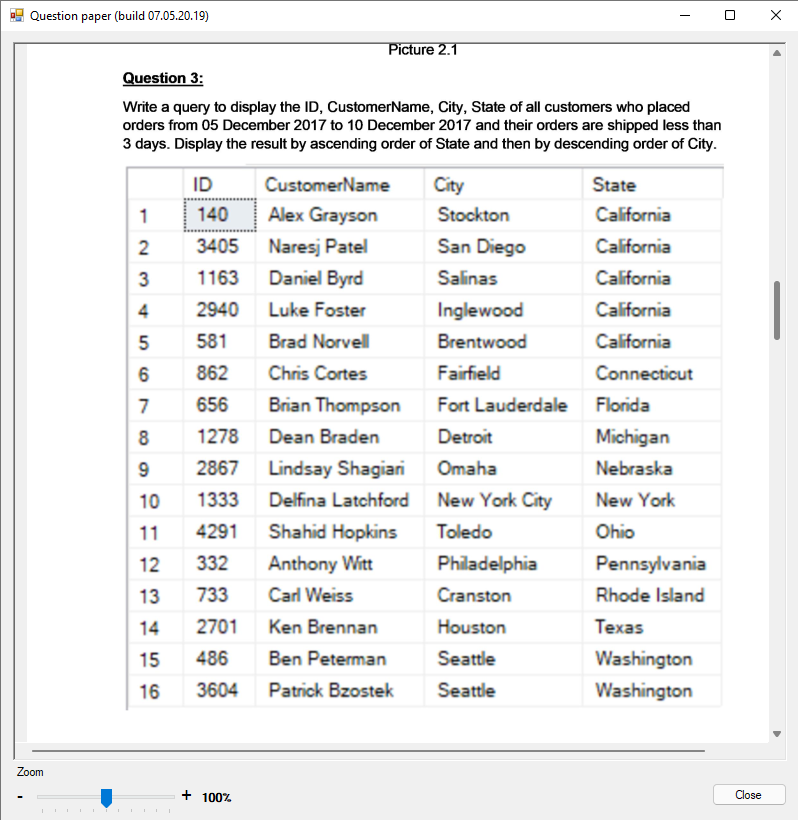 Question paper (build 07.05.20.19)
Picture 2.1
Question 3:
Write a query to display the ID, CustomerName, City, State of all customers who placed
orders from 05 December 2017 to 10 December 2017 and their orders are shipped less than
3 days. Display the result by ascending order of State and then by descending order of City.
ID CustomerName City State
1 140 Alex Grayson Stockton California
2 3405 Naresj Patel San Diego California
3 1163 Daniel Byrd Salinas California
4 2940 Luke Foster Inglewood California
5 581 Brad Norvell Brentwood California
6 862 Chris Cortes Fairfield Connecticut
7 656 Brian Thompson Fort Lauderdale Florida
8 1278 Dean Braden Detroit Michigan
9 2867 Lindsay Shagiari Omaha Nebraska
10 1333 Delfina Latchford New York City New York
11 4291 Shahid Hopkins Toledo Ohio
12 332 Anthony Witt Philadelphia Pennsylvania
13 733 Carl Weiss Cranston Rhode Island
14 2701 Ken Brennan Houston Texas
15 486 Ben Peterman Seattle Washington
16 3604 Patrick Bzostek Seattle Washington
Zoom
- + 100%
Close